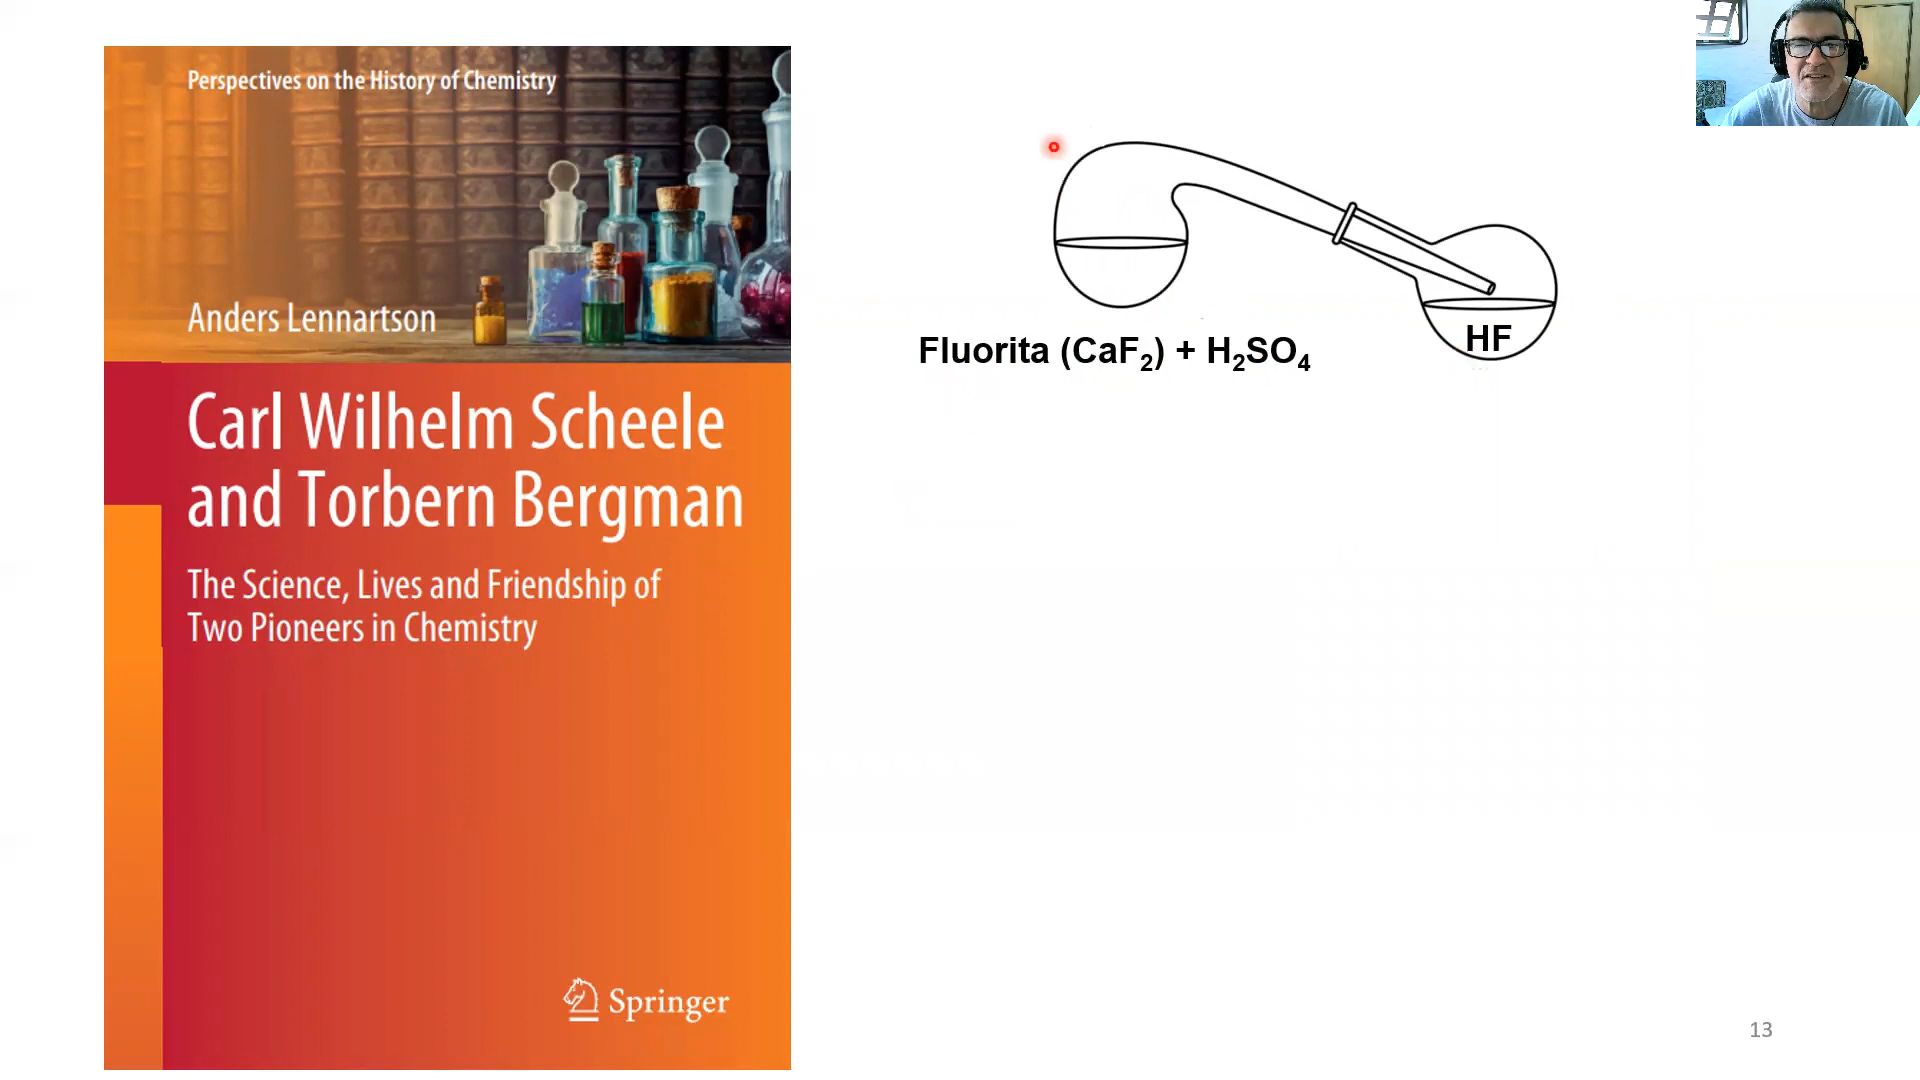 Perspectives on the History of Chemistry
Anders Lennartson
Carl Wilhelm Scheele
and Torbern Bergman
The Science, Lives and Friendship of
Two Pioneers in Chemistry
Springer
Fluorita (CaF₂) + H₂SO₄
HF
13